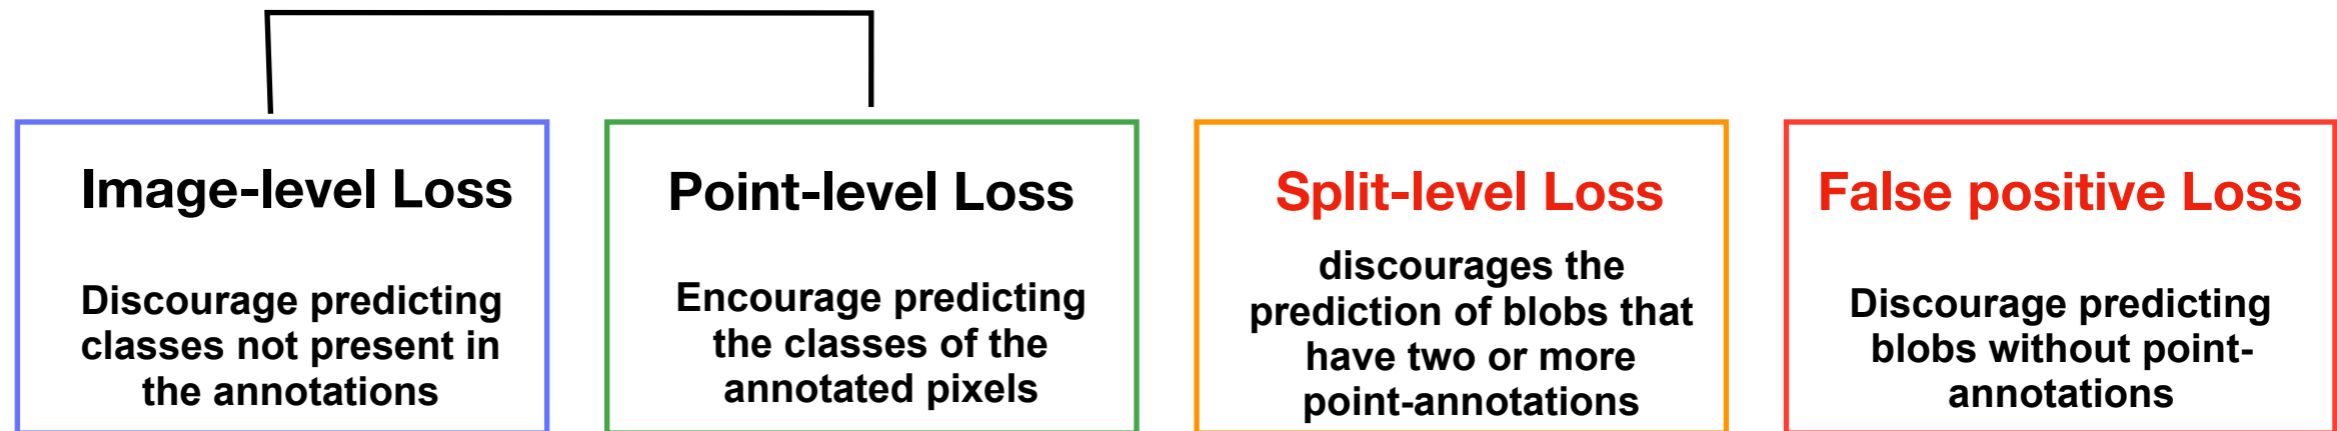 Image-level Loss
Discourage predicting
classes not present in
the annotations
Point-level Loss
Encourage predicting
the classes of the
annotated pixels
Split-level Loss
discourages the
prediction of blobs that
have two or more
point-annotations
False positive Loss
Discourage predicting
blobs without point-
annotations